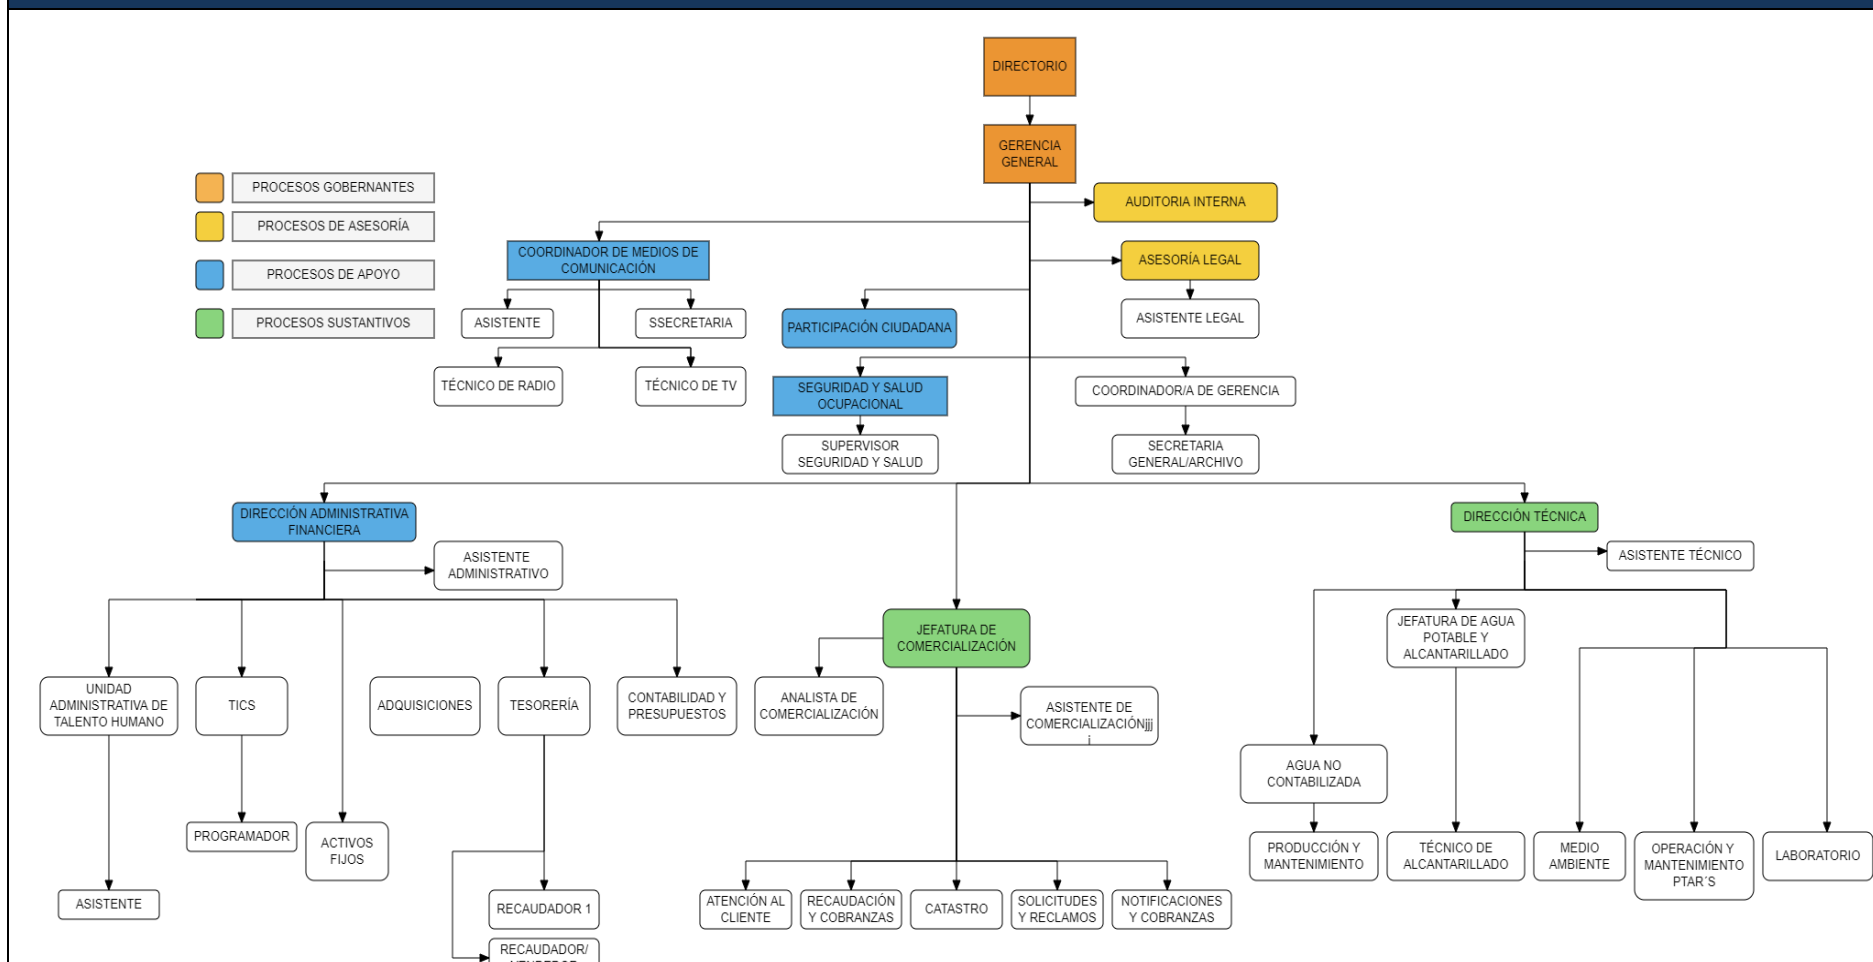 DIRECTORIO
GERENCIA
GENERAL
PROCESOS GOBERNANTES
PROCESOS DE ASESORÍA
PROCESOS DE APOYO
PROCESOS SUSTANTIVOS
AUDITORIA INTERNA
COORDINADOR DE MEDIOS DE
COMUNICACIÓN
ASESORÍA LEGAL
ASISTENTE
SSECRETARIA
PARTICIPACIÓN CIUDADANA
ASISTENTE LEGAL
TÉCNICO DE RADIO
TÉCNICO DE TV
SEGURIDAD Y SALUD
OCUPACIONAL
COORDINADOR/A DE GERENCIA
SUPERVISOR
SEGURIDAD Y SALUD
SECRETARIA
GENERAL/ARCHIVO
DIRECCIÓN ADMINISTRATIVA
FINANCIERA
DIRECCIÓN TÉCNICA
ASISTENTE
ADMINISTRATIVO
ASISTENTE TÉCNICO
JEFATURA DE
COMERCIALIZACIÓN
JEFATURA DE AGUA
POTABLE Y
ALCANTARILLADO
UNIDAD
ADMINISTRATIVA DE
TALENTO HUMANO
TICS
ADQUISICIONES
TESORERÍA
CONTABILIDAD Y
PRESUPUESTOS
ANALISTA DE
COMERCIALIZACIÓN
ASISTENTE DE
COMERCIALIZACIÓNjjj
j
AGUA NO
CONTABILIZADA
PROGRAMADOR
ACTIVOS
FIJOS
PRODUCCIÓN Y
MANTENIMIENTO
TÉCNICO DE
ALCANTARILLADO
MEDIO
AMBIENTE
OPERACIÓN Y
MANTENIMIENTO
PTAR´S
LABORATORIO
ASISTENTE
RECAUDADOR 1
ATENCIÓN AL
CLIENTE
RECAUDACIÓN
Y COBRANZAS
CATASTRO
SOLICITUDES
Y RECLAMOS
NOTIFICACIONES
Y COBRANZAS
RECAUDADOR/